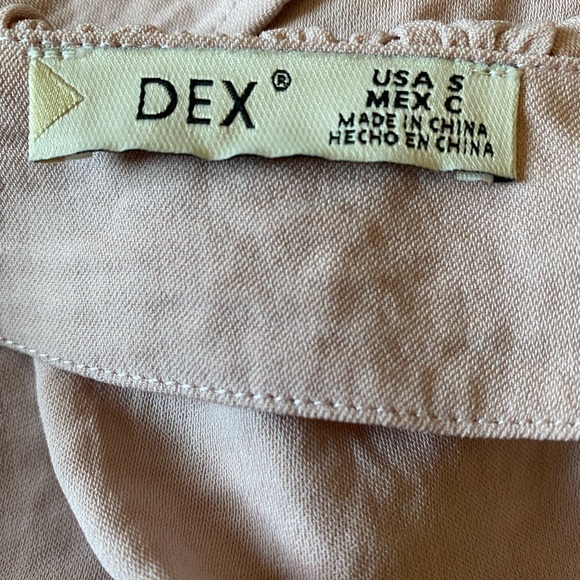 DEX®
USA S
MEX C
MADE IN CHINA
HECHO EN CHINA